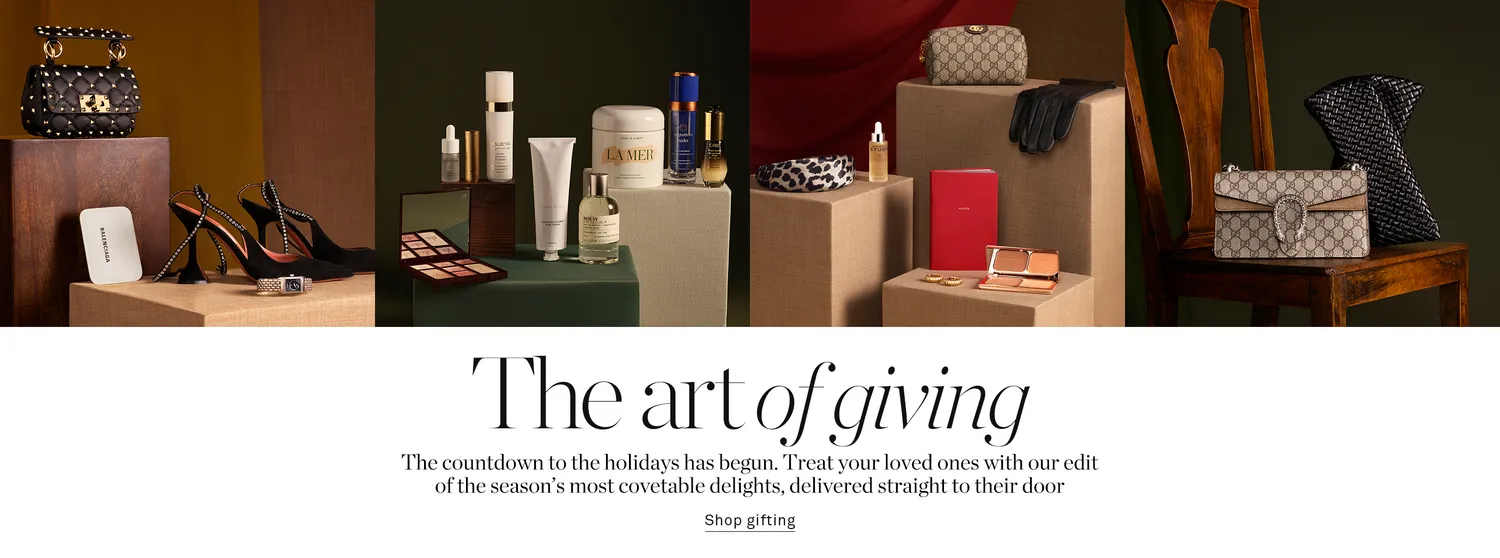 BALENCIAGA
LA MER
NOTES
The art of giving
The countdown to the holidays has begun. Treat your loved ones with our edit
of the season's most covetable delights, delivered straight to their door
Shop gifting